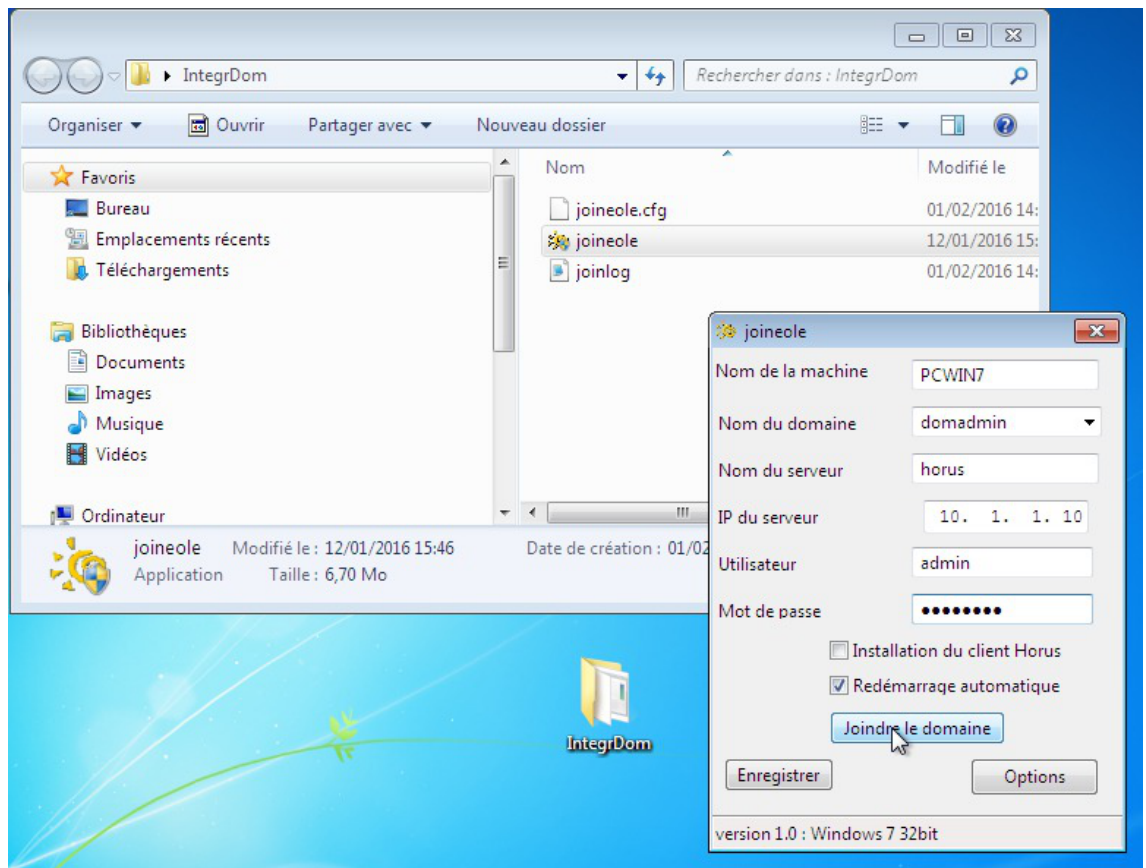 IntegrDom
Rechercher dans : IntegrDom
Organiser
Ouvrir
Partager avec
Nouveau dossier
Favoris
Bureau
Emplacements récents
Téléchargements
Bibliothèques
Documents
Images
Musique
Vidéos
Ordinateur
Nom
Modifié le
joineole.cfg
01/02/2016 14:
joineole
12/01/2016 15:
joinlog
01/02/2016 14:
joineole Modifié le : 12/01/2016 15:46 Date de création : 01/02
Application Taille : 6,70 Mo
IntegrDom
joineole
Nom de la machine PCWIN7
Nom du domaine domadmin
Nom du serveur horus
IP du serveur 10. 1. 1. 10
Utilisateur admin
Mot de passe ••••••••
Installation du client Horus
Redémarrage automatique
Joindre le domaine
Enregistrer
Options
version 1.0 : Windows 7 32bit